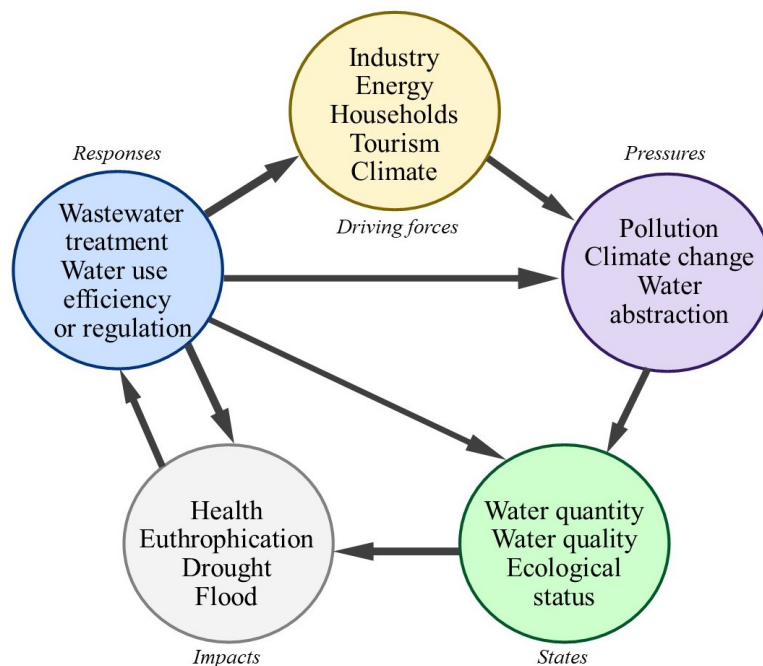 Industry
Energy
Households
Tourism
Climate
Driving forces
Responses
Wastewater
treatment
Water use
efficiency
or regulation
Pressures
Pollution
Climate change
Water
abstraction
Health
Euthrophication
Drought
Flood
Impacts
Water quantity
Water quality
Ecological
status
States